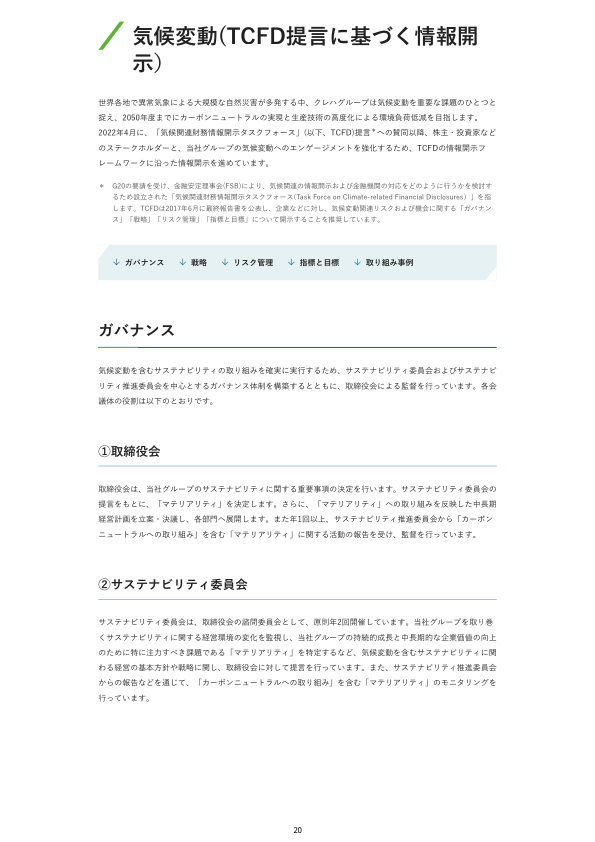 気候変動(TCFD提言に基づく情報開
示）
世界各地で異常気象による大規模な自然災害が多発する中、クレハグループは気候変動を重要な課題のひとつと
捉え、2050年度までにカーボンニュートラルの実現と生産技術の高度化による環境負荷低減を目指します。
2022年4月に、「気候関連財務情報開示タスクフォース」(以下、TCFD)提言＊への賛同以降、株主・投資家など
のステークホルダーと、当社グループの気候変動へのエンゲージメントを強化するため、TCFDの情報開示フ
レームワークに沿った情報開示を進めています。
＊ G20の要請を受け、金融安定理事会(FSB)により、気候関連の情報開示および金融機関の対応をどのように行うかを検討す
るため設立された「気候関連財務情報開示タスクフォース(Task Force on Climate-related Financial Disclosures）」を指
します。TCFDは2017年6月に最終報告書を公表し、企業などに対し、気候変動関連リスクおよび機会に関する「ガバナン
ス」「戦略」「リスク管理」「指標と目標」について開示することを推奨しています。
↓ ガバナンス ↓ 戦略 ↓ リスク管理 ↓ 指標と目標 ↓ 取り組み事例
ガバナンス
気候変動を含むサステナビリティの取り組みを確実に実行するため、サステナビリティ委員会およびサステナビ
リティ推進委員会を中心とするガバナンス体制を構築するとともに、取締役会による監督を行っています。各会
議体の役割は以下のとおりです。
①取締役会
取締役会は、当社グループのサステナビリティに関する重要事項の決定を行います。サステナビリティ委員会の
提言をもとに、「マテリアリティ」を決定します。さらに、「マテリアリティ」への取り組みを反映した中長期
経営計画を立案・決議し、各部門へ展開します。また年1回以上、サステナビリティ推進委員会から「カーボン
ニュートラルへの取り組み」を含む「マテリアリティ」に関する活動の報告を受け、監督を行っています。
②サステナビリティ委員会
サステナビリティ委員会は、取締役会の諮問委員会として、原則年2回開催しています。当社グループを取り巻
くサステナビリティに関する経営環境の変化を監視し、当社グループの持続的成長と中長期的な企業価値の向上
のために特に注力すべき課題である「マテリアリティ」を特定するなど、気候変動を含むサステナビリティに関
わる経営の基本方針や戦略に関し、取締役会に対して提言を行っています。また、サステナビリティ推進委員会
からの報告などを通じて、「カーボンニュートラルへの取り組み」を含む「マテリアリティ」のモニタリングを
行っています。
20